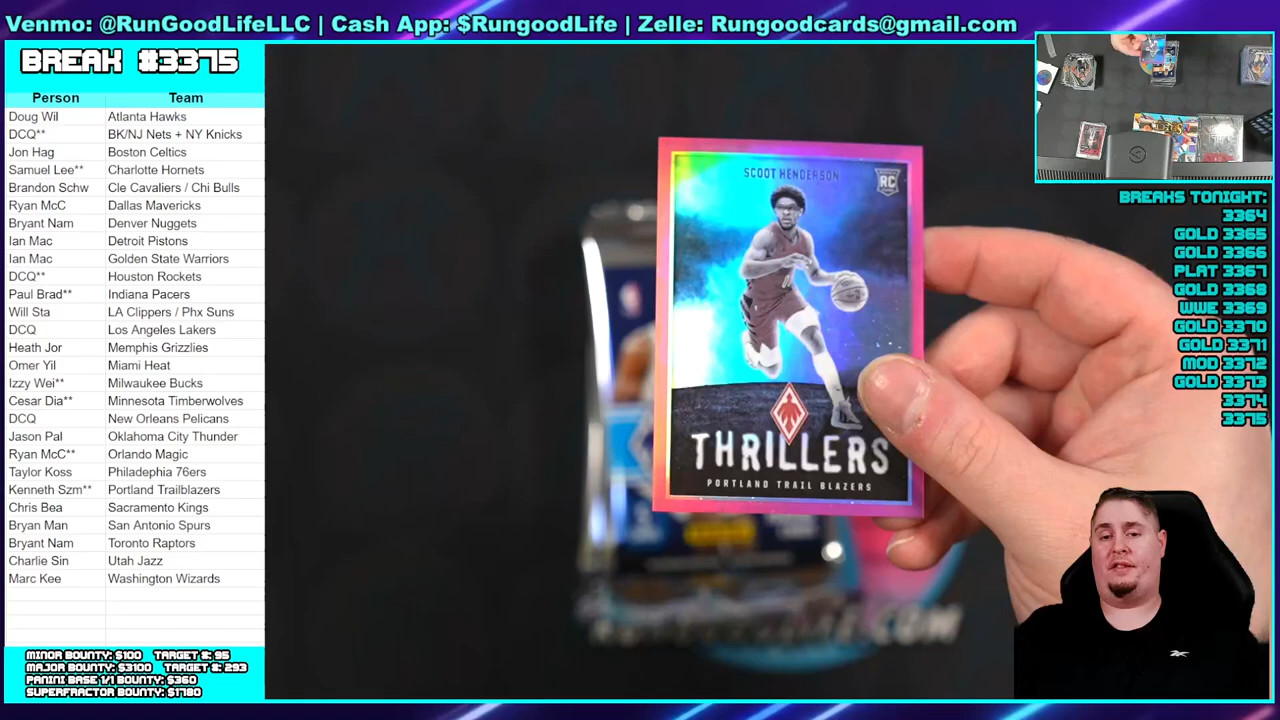 Venmo: @RunGoodLifeLLC | Cash App: $RungoodLife | Zelle: Rungoodcards@gmail.com
BREAK #3375
Person Team
Doug Wil Atlanta Hawks
DCQ** BK/NJ Nets + NY Knicks
Jon Hag Boston Celtics
Samuel Lee** Charlotte Hornets
Brandon Schw Cle Cavaliers / Chi Bulls
Ryan McC Dallas Mavericks
Bryant Nam Denver Nuggets
Ian Mac Detroit Pistons
Ian Mac Golden State Warriors
DCQ** Houston Rockets
Paul Brad** Indiana Pacers
Will Sta LA Clippers / Phx Suns
DCQ Los Angeles Lakers
Heath Jor Memphis Grizzlies
Omer Yil Miami Heat
Izzy Wei** Milwaukee Bucks
Cesar Dia** Minnesota Timberwolves
DCQ New Orleans Pelicans
Jason Pal Oklahoma City Thunder
Ryan McC** Orlando Magic
Taylor Koss Philadephia 76ers
Kenneth Szm** Portland Trailblazers
Chris Bea Sacramento Kings
Bryan Man San Antonio Spurs
Bryant Nam Toronto Raptors
Charlie Sin Utah Jazz
Marc Kee Washington Wizards
MINOR BOUNTY: $100 TARGET #: 95
MAJOR BOUNTY: $3100 TARGET #: 293
PANINI BASE 1/1 BOUNTY: $360
SUPERFRACTOR BOUNTY: $1780
SCOOT HENDERSON
RC
THRILLERS
PORTLAND TRAIL BLAZERS
BREAKS TONIGHT:
3364
GOLD 3365
GOLD 3366
PLAT 3367
GOLD 3368
WWE 3369
GOLD 3370
GOLD 3371
MOD 3372
GOLD 3373
3374
3375